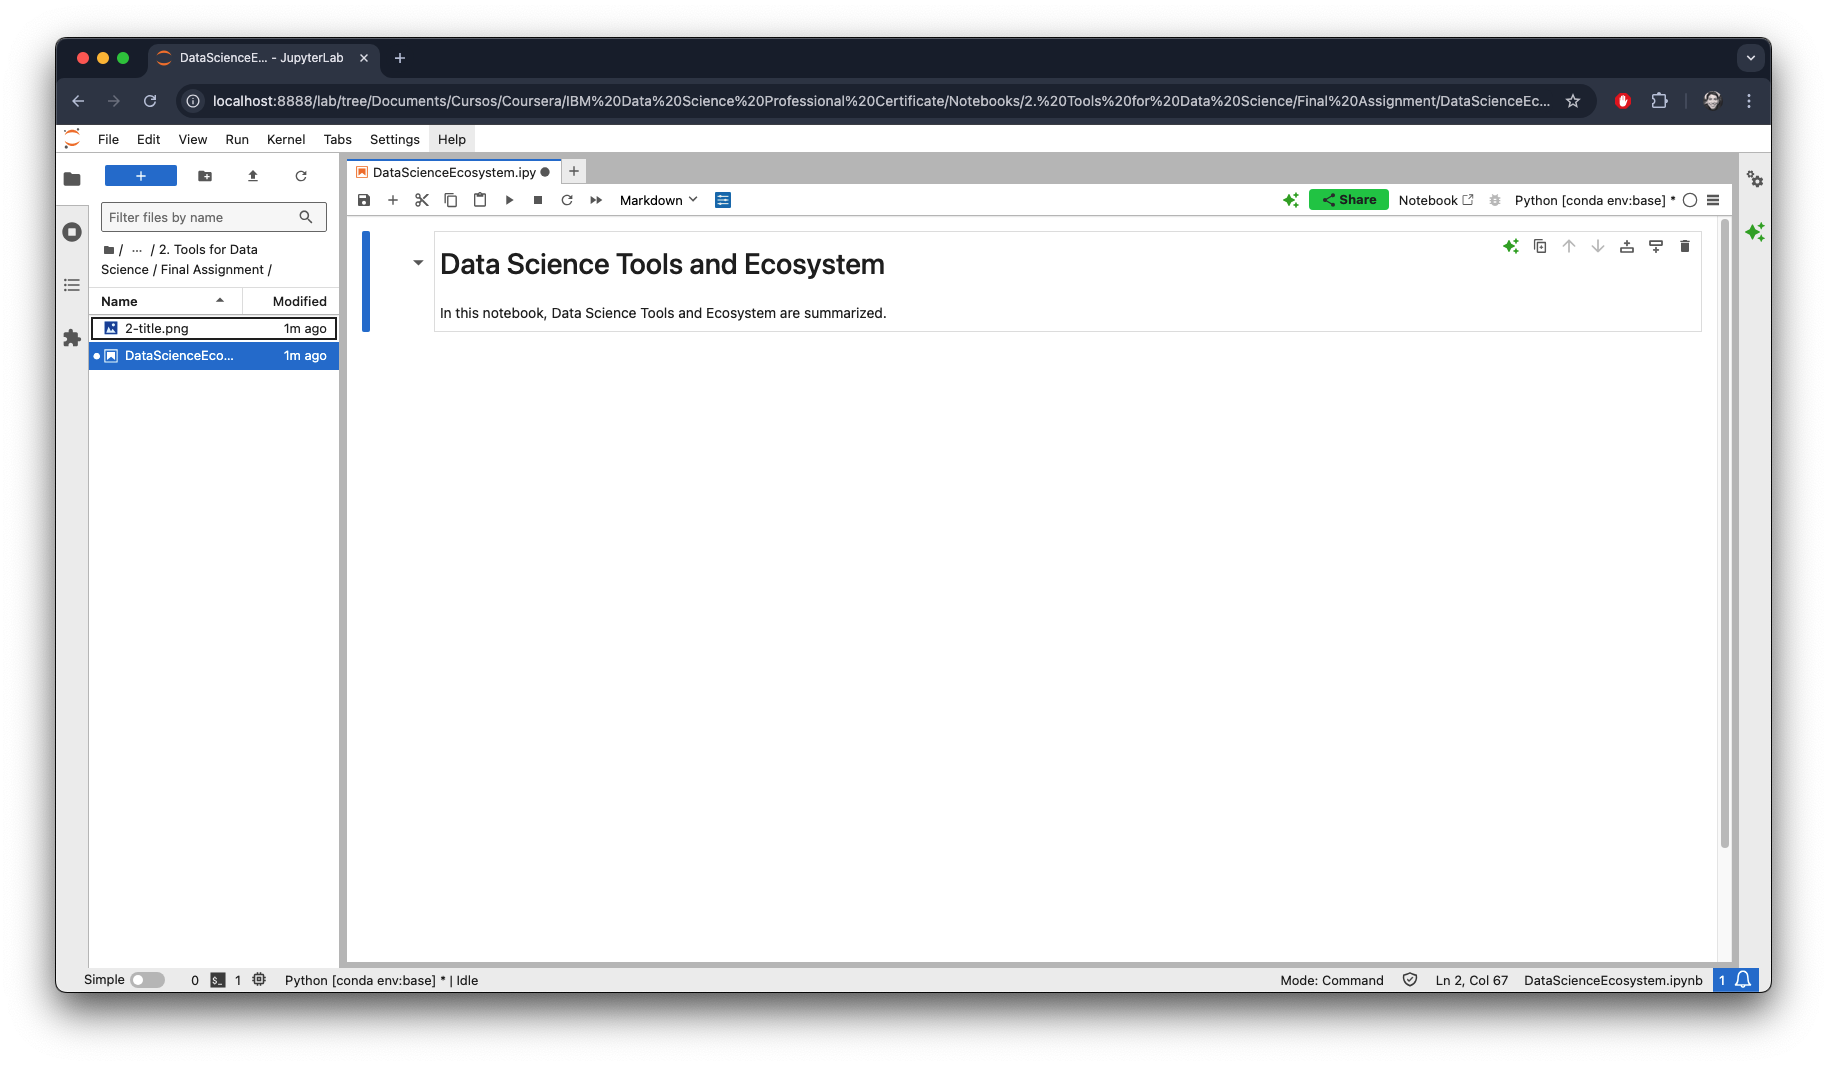 DataScienceE... - JupyterLab
localhost:8888/lab/tree/Documents/Cursos/Coursera/IBM%20Data%20Science%20Professional%20Certificate/Notebooks/2.%20Tools%20for%20Data%20Science/Final%20Assignment/DataScienceEc...
File Edit View Run Kernel Tabs Settings Help
DataScienceEcosystem.ipy
Markdown
Share
Notebook
Python [conda env:base] *
Filter files by name
/ ... / 2. Tools for Data
Science / Final Assignment /
Name Modified
2-title.png 1m ago
DataScienceEco... 1m ago
Data Science Tools and Ecosystem
In this notebook, Data Science Tools and Ecosystem are summarized.
Simple 0 $_ 1 Python [conda env:base] * | Idle
Mode: Command Ln 2, Col 67 DataScienceEcosystem.ipynb 1